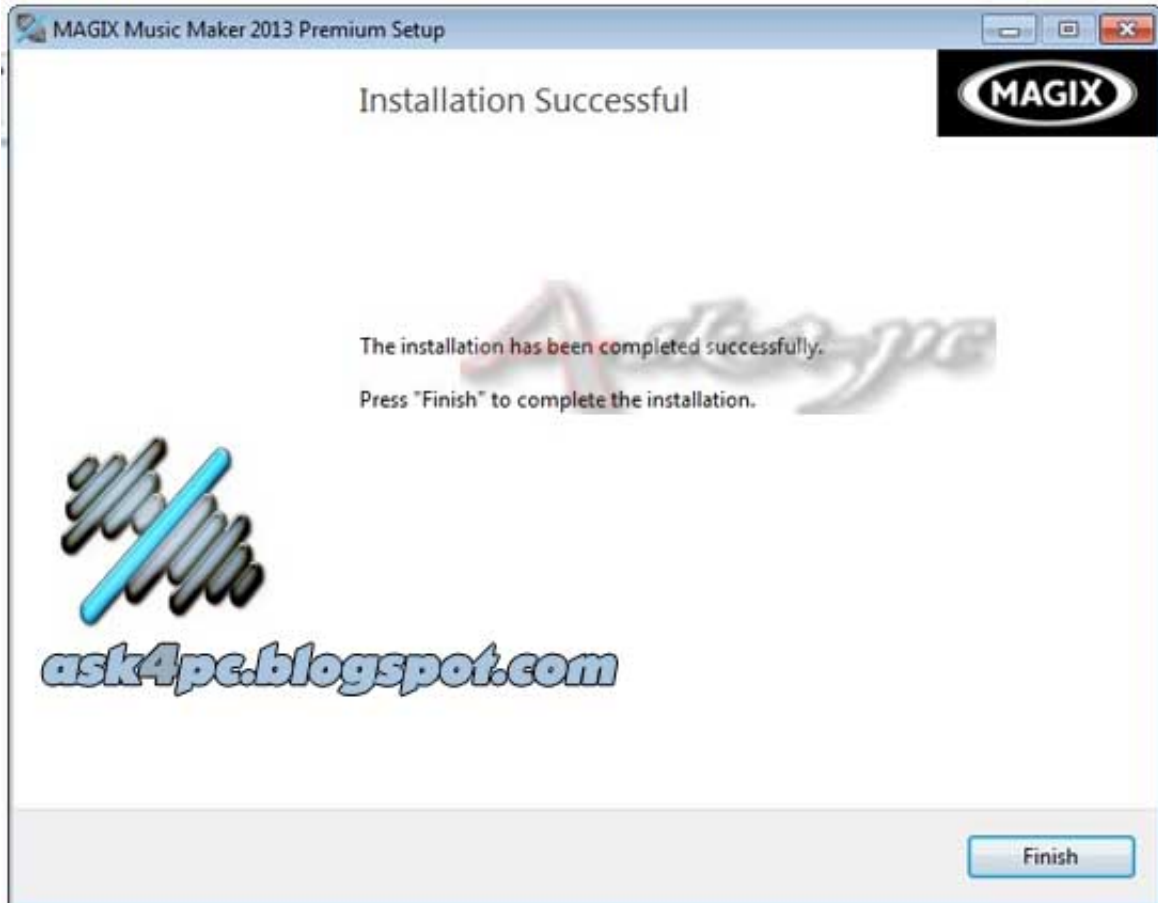 MAGIX Music Maker 2013 Premium Setup
Installation Successful
MAGIX
The installation has been completed successfully.
Press "Finish" to complete the installation.
ask4pc.blogspot.com
Finish